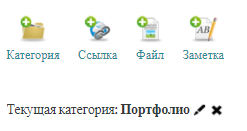 Категория Ссылка Файл Заметка
Текущая категория: Портфолио